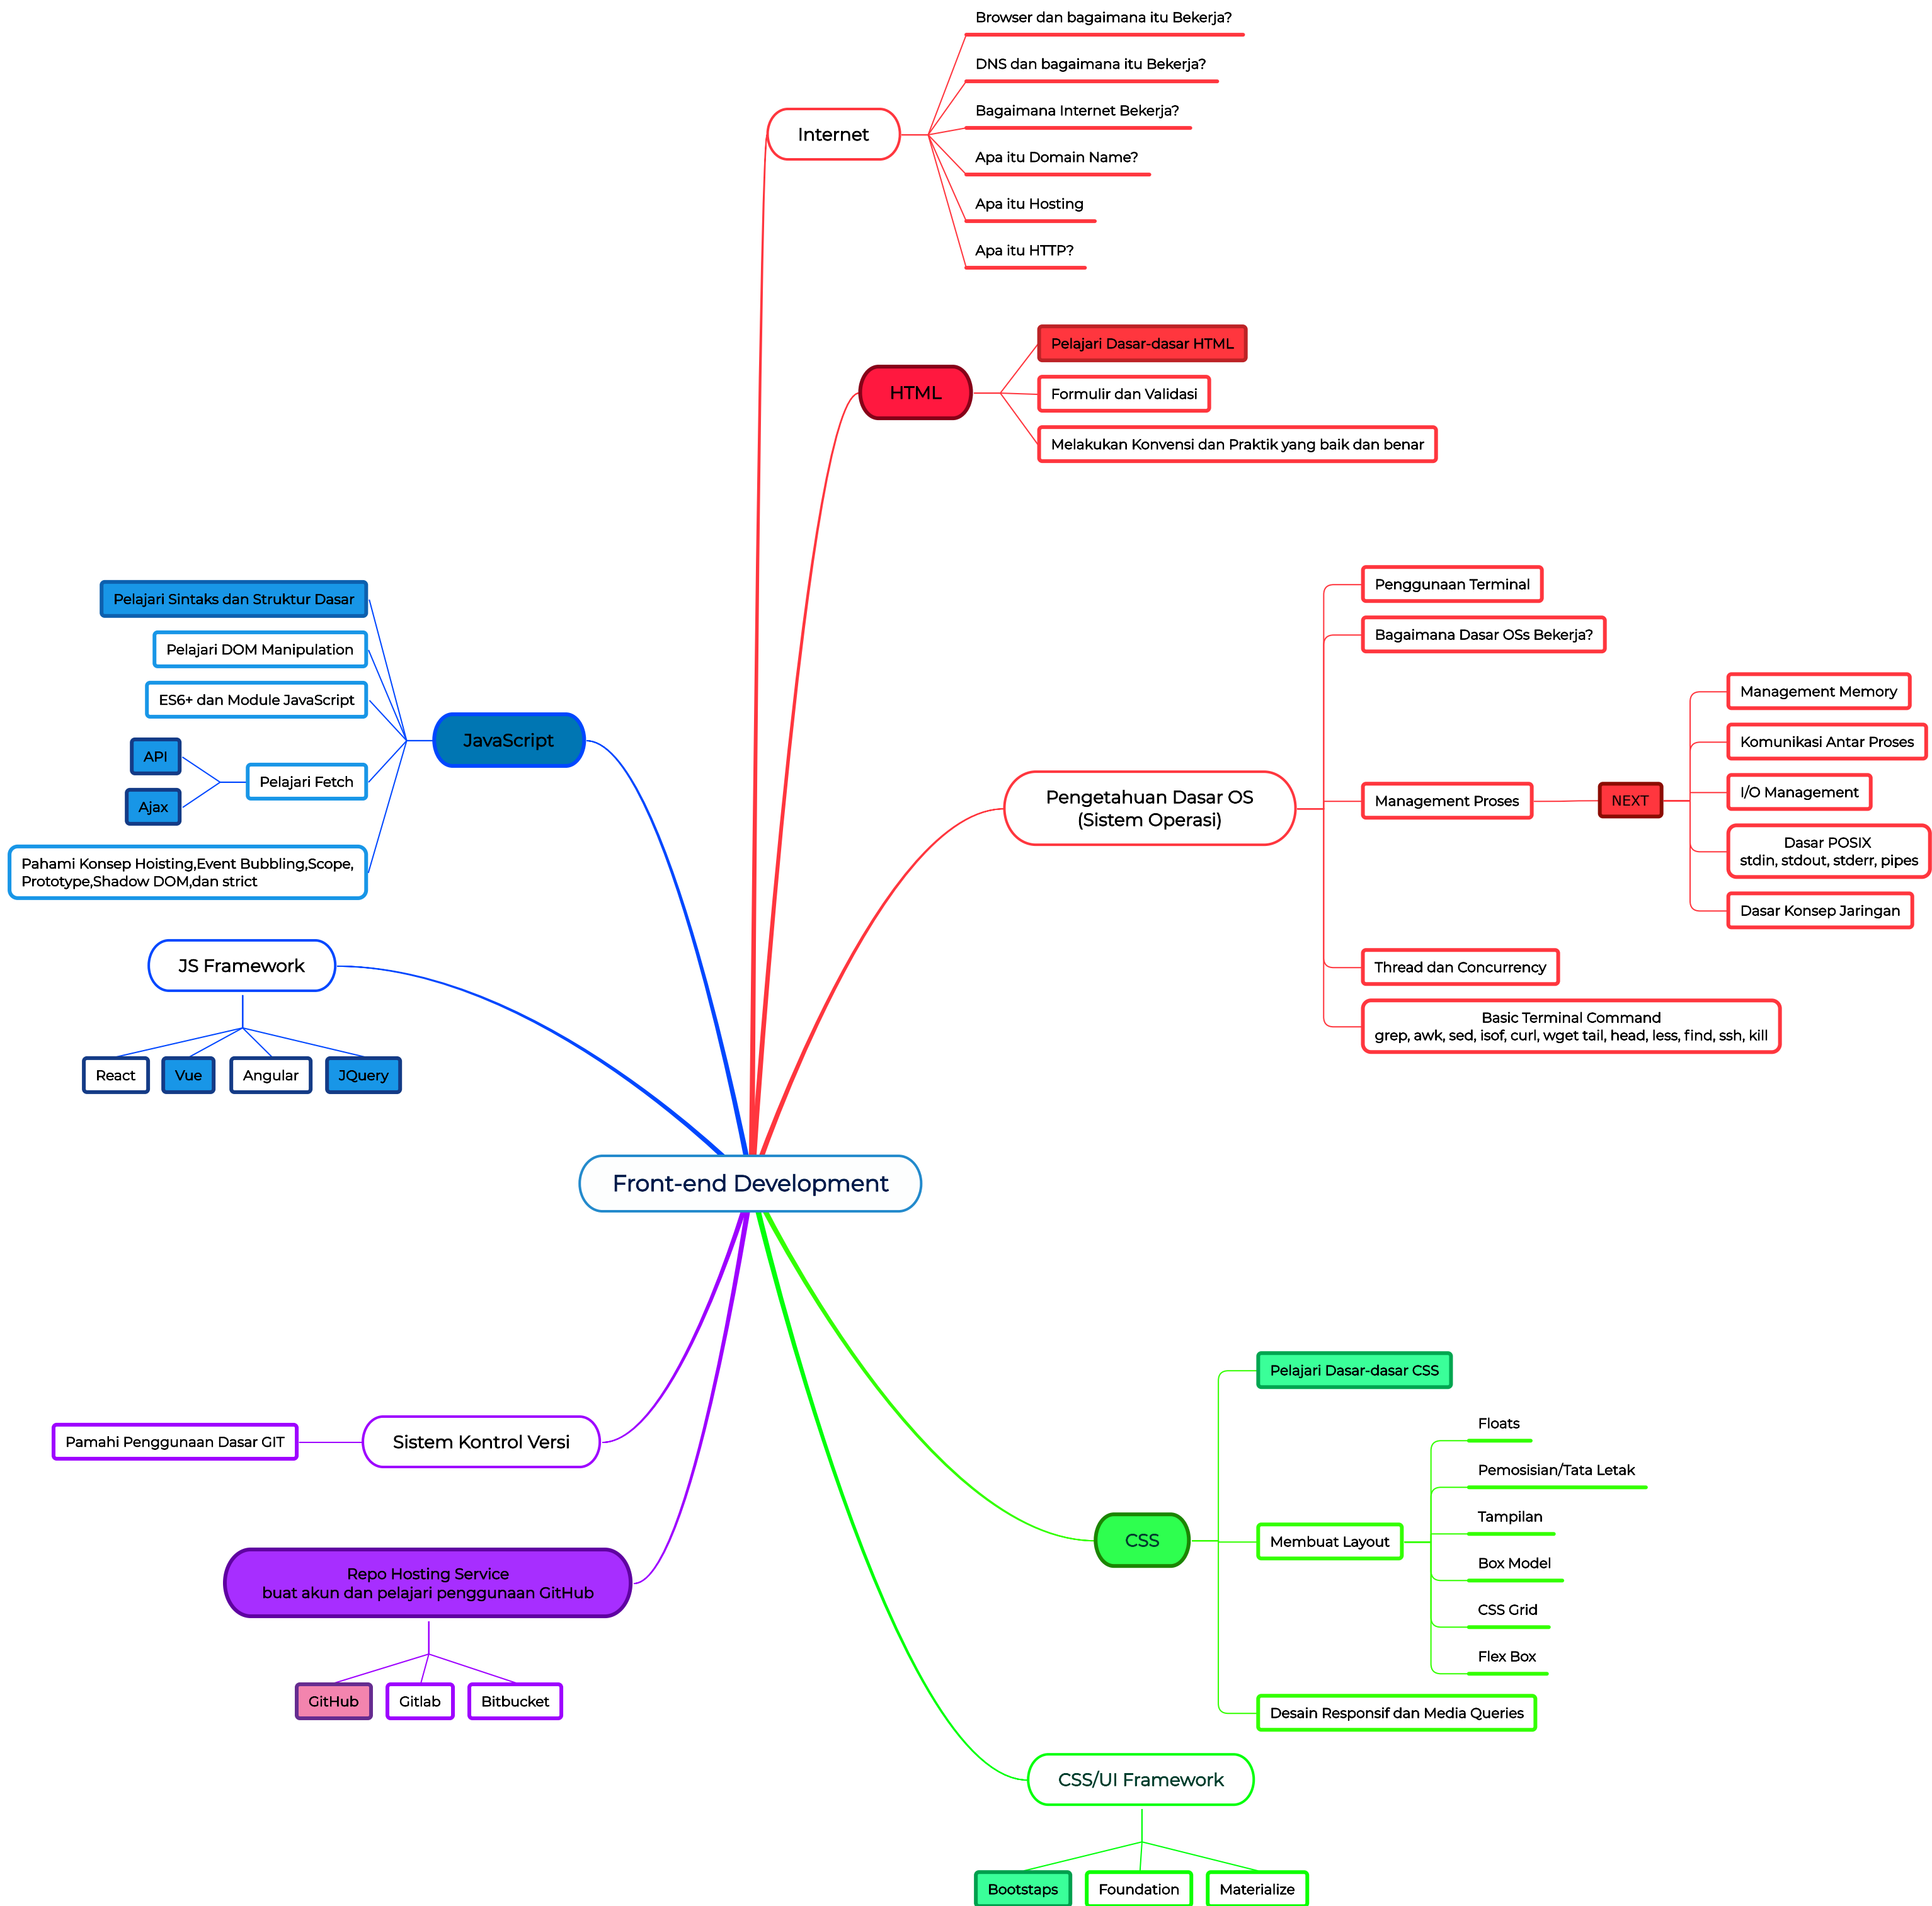 Browser dan bagaimana itu Bekerja?
DNS dan bagaimana itu Bekerja?
Bagaimana Internet Bekerja?
Internet
Apa itu Domain Name?
Apa itu Hosting
Apa itu HTTP?
Pelajari Dasar-dasar HTML
HTML
Formulir dan Validasi
Melakukan Konvensi dan Praktik yang baik dan benar
Pengetahuan Dasar OS
(Sistem Operasi)
Penggunaan Terminal
Bagaimana Dasar OSs Bekerja?
Management Proses
NEXT
Management Memory
Komunikasi Antar Proses
I/O Management
Dasar POSIX
stdin, stdout, stderr, pipes
Dasar Konsep Jaringan
Thread dan Concurrency
Basic Terminal Command
grep, awk, sed, isof, curl, wget tail, head, less, find, ssh, kill
Pelajari Sintaks dan Struktur Dasar
Pelajari DOM Manipulation
ES6+ dan Module JavaScript
JavaScript
API
Pelajari Fetch
Ajax
Pahami Konsep Hoisting,Event Bubbling,Scope,
Prototype,Shadow DOM,dan strict
JS Framework
React
Vue
Angular
JQuery
Front-end Development
Pamahi Penggunaan Dasar GIT
Sistem Kontrol Versi
Repo Hosting Service
buat akun dan pelajari penggunaan GitHub
GitHub
Gitlab
Bitbucket
CSS
Pelajari Dasar-dasar CSS
Membuat Layout
Floats
Pemosisian/Tata Letak
Tampilan
Box Model
CSS Grid
Flex Box
Desain Responsif dan Media Queries
CSS/UI Framework
Bootstaps
Foundation
Materialize